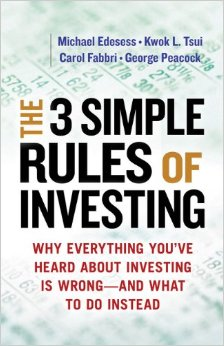 Michael Edesess • Kwok L. Tsui
Carol Fabbri • George Peacock
THE 3 SIMPLE
RULES OF
INVESTING
WHY EVERYTHING YOU'VE
HEARD ABOUT INVESTING
IS WRONG—AND WHAT
TO DO INSTEAD